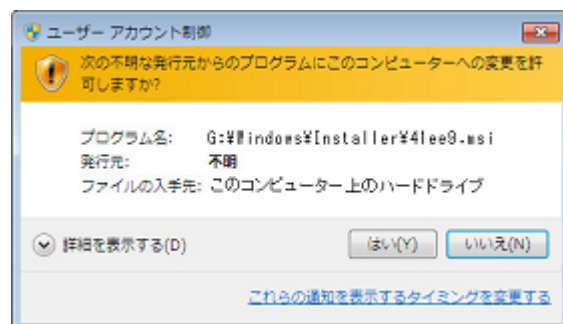 ユーザー アカウント制御
次の不明な発行元からのプログラムにこのコンピューターへの変更を許
可しますか?
プログラム名: G:¥Windows¥Installer¥41ee9.msi
発行元: 不明
ファイルの入手先: このコンピューター上のハードドライブ
詳細を表示する(D) はい(Y) いいえ(N)
これらの通知を表示するタイミングを変更する